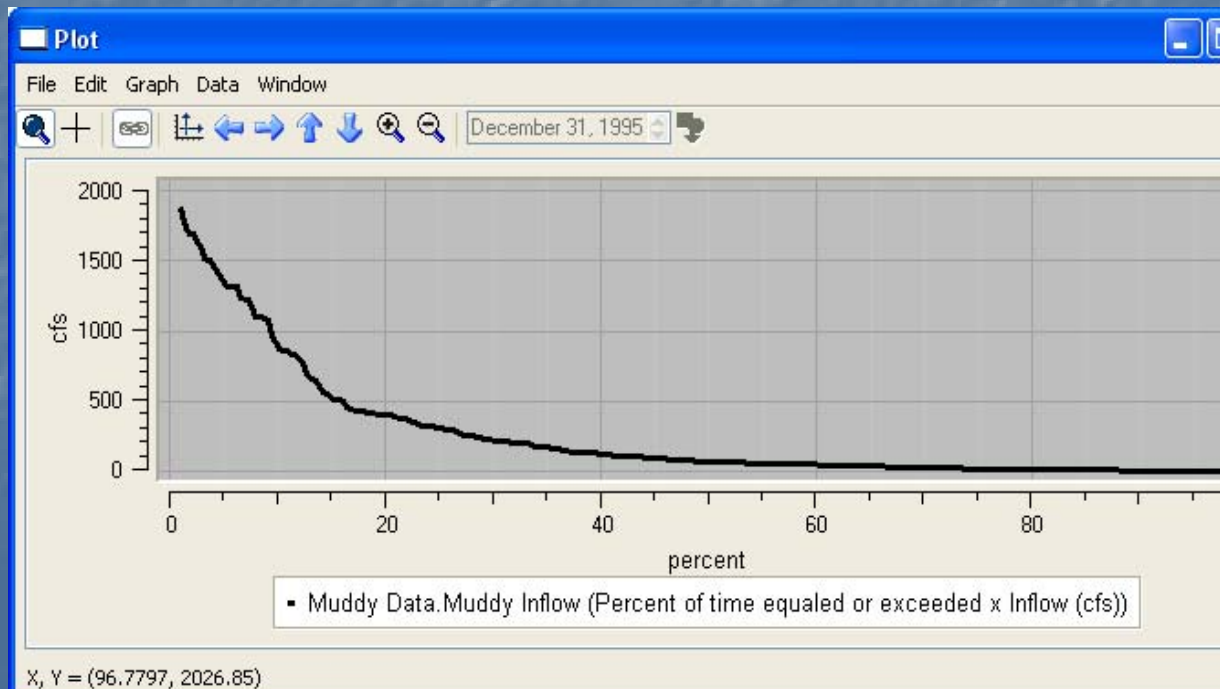 Plot
File Edit Graph Data Window
December 31, 1995
2000
1500
1000
500
0
cfs
0 20 40 60 80
percent
Muddy Data.Muddy Inflow (Percent of time equaled or exceeded x Inflow (cfs))
X, Y = (96.7797, 2026.85)